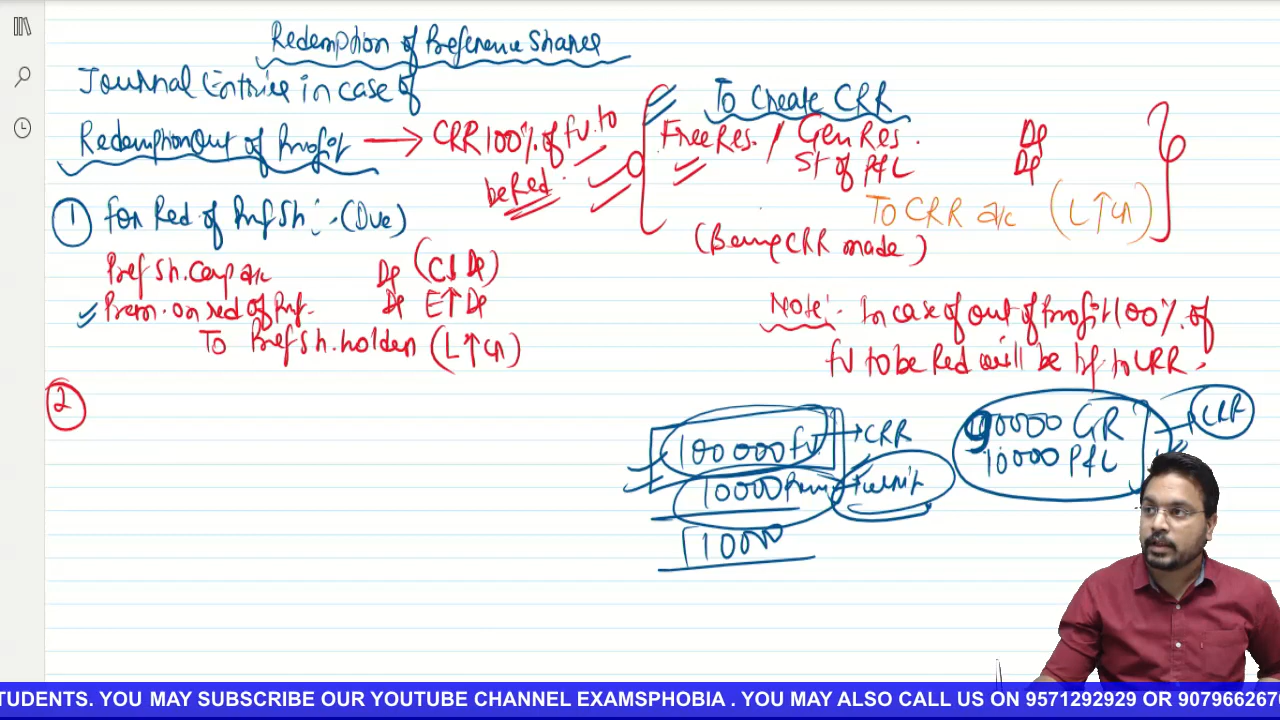 Redemption of Preference Shares
Journal Entries in case of
Redemption Out of Profit → CRR 100% of FV. to
be Red.
To Create CRR
Free Res. / Gen Res. Dr
St of P&L Dr
To CRR a/c (L↑Cr)
(Being CRR made)
① For Red of Pref Sh :- (Due)
Pref Sh. Cap a/c Dr (C↓ Dr)
Prem. on red of Pref. Dr E↑ Dr
To Pref Sh. holders (L↑Cr)
Note:- In case of out of Profit 100% of
FV to be Red will be trf to CRR.
②
100000 FV → CRR
10000 Prem
90000 GR → CRR
10000 P&L
STUDENTS. YOU MAY SUBSCRIBE OUR YOUTUBE CHANNEL EXAMSPHOBIA . YOU MAY ALSO CALL US ON 9571292929 OR 907966267